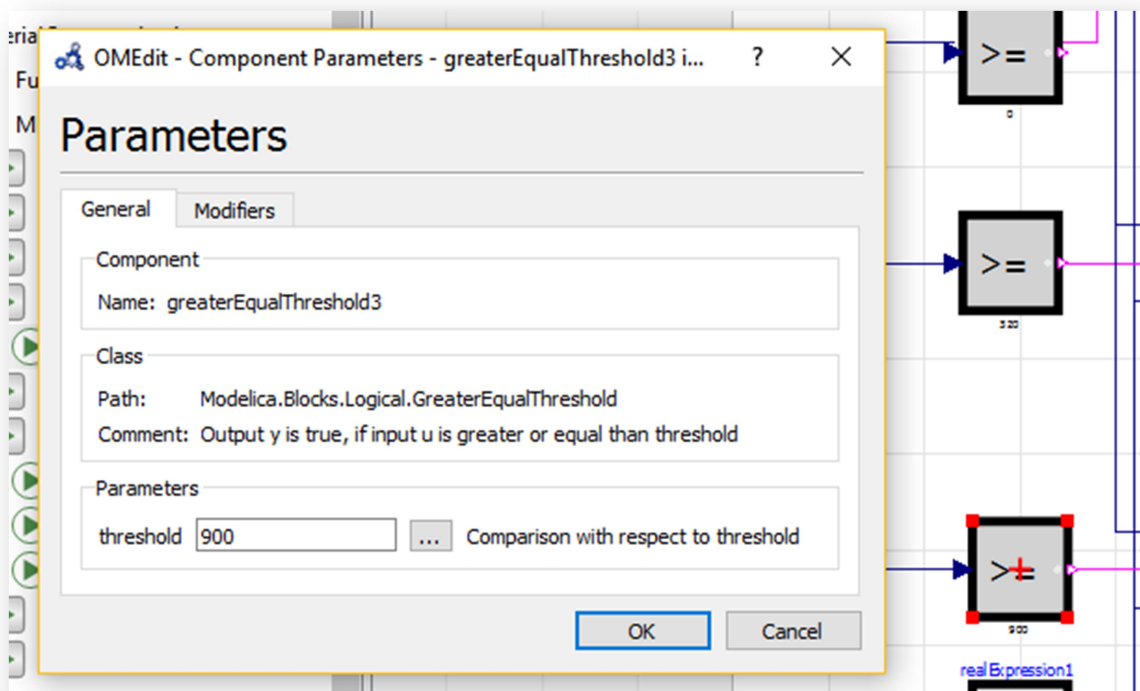 OMEdit - Component Parameters - greaterEqualThreshold3 i... ?
Parameters
General Modifiers
Component
Name: greaterEqualThreshold3
Class
Path: Modelica.Blocks.Logical.GreaterEqualThreshold
Comment: Output y is true, if input u is greater or equal than threshold
Parameters
threshold 900 ... Comparison with respect to threshold
OK Cancel
Fu
M
>=
0
>=
320
>=
900
realExpression1